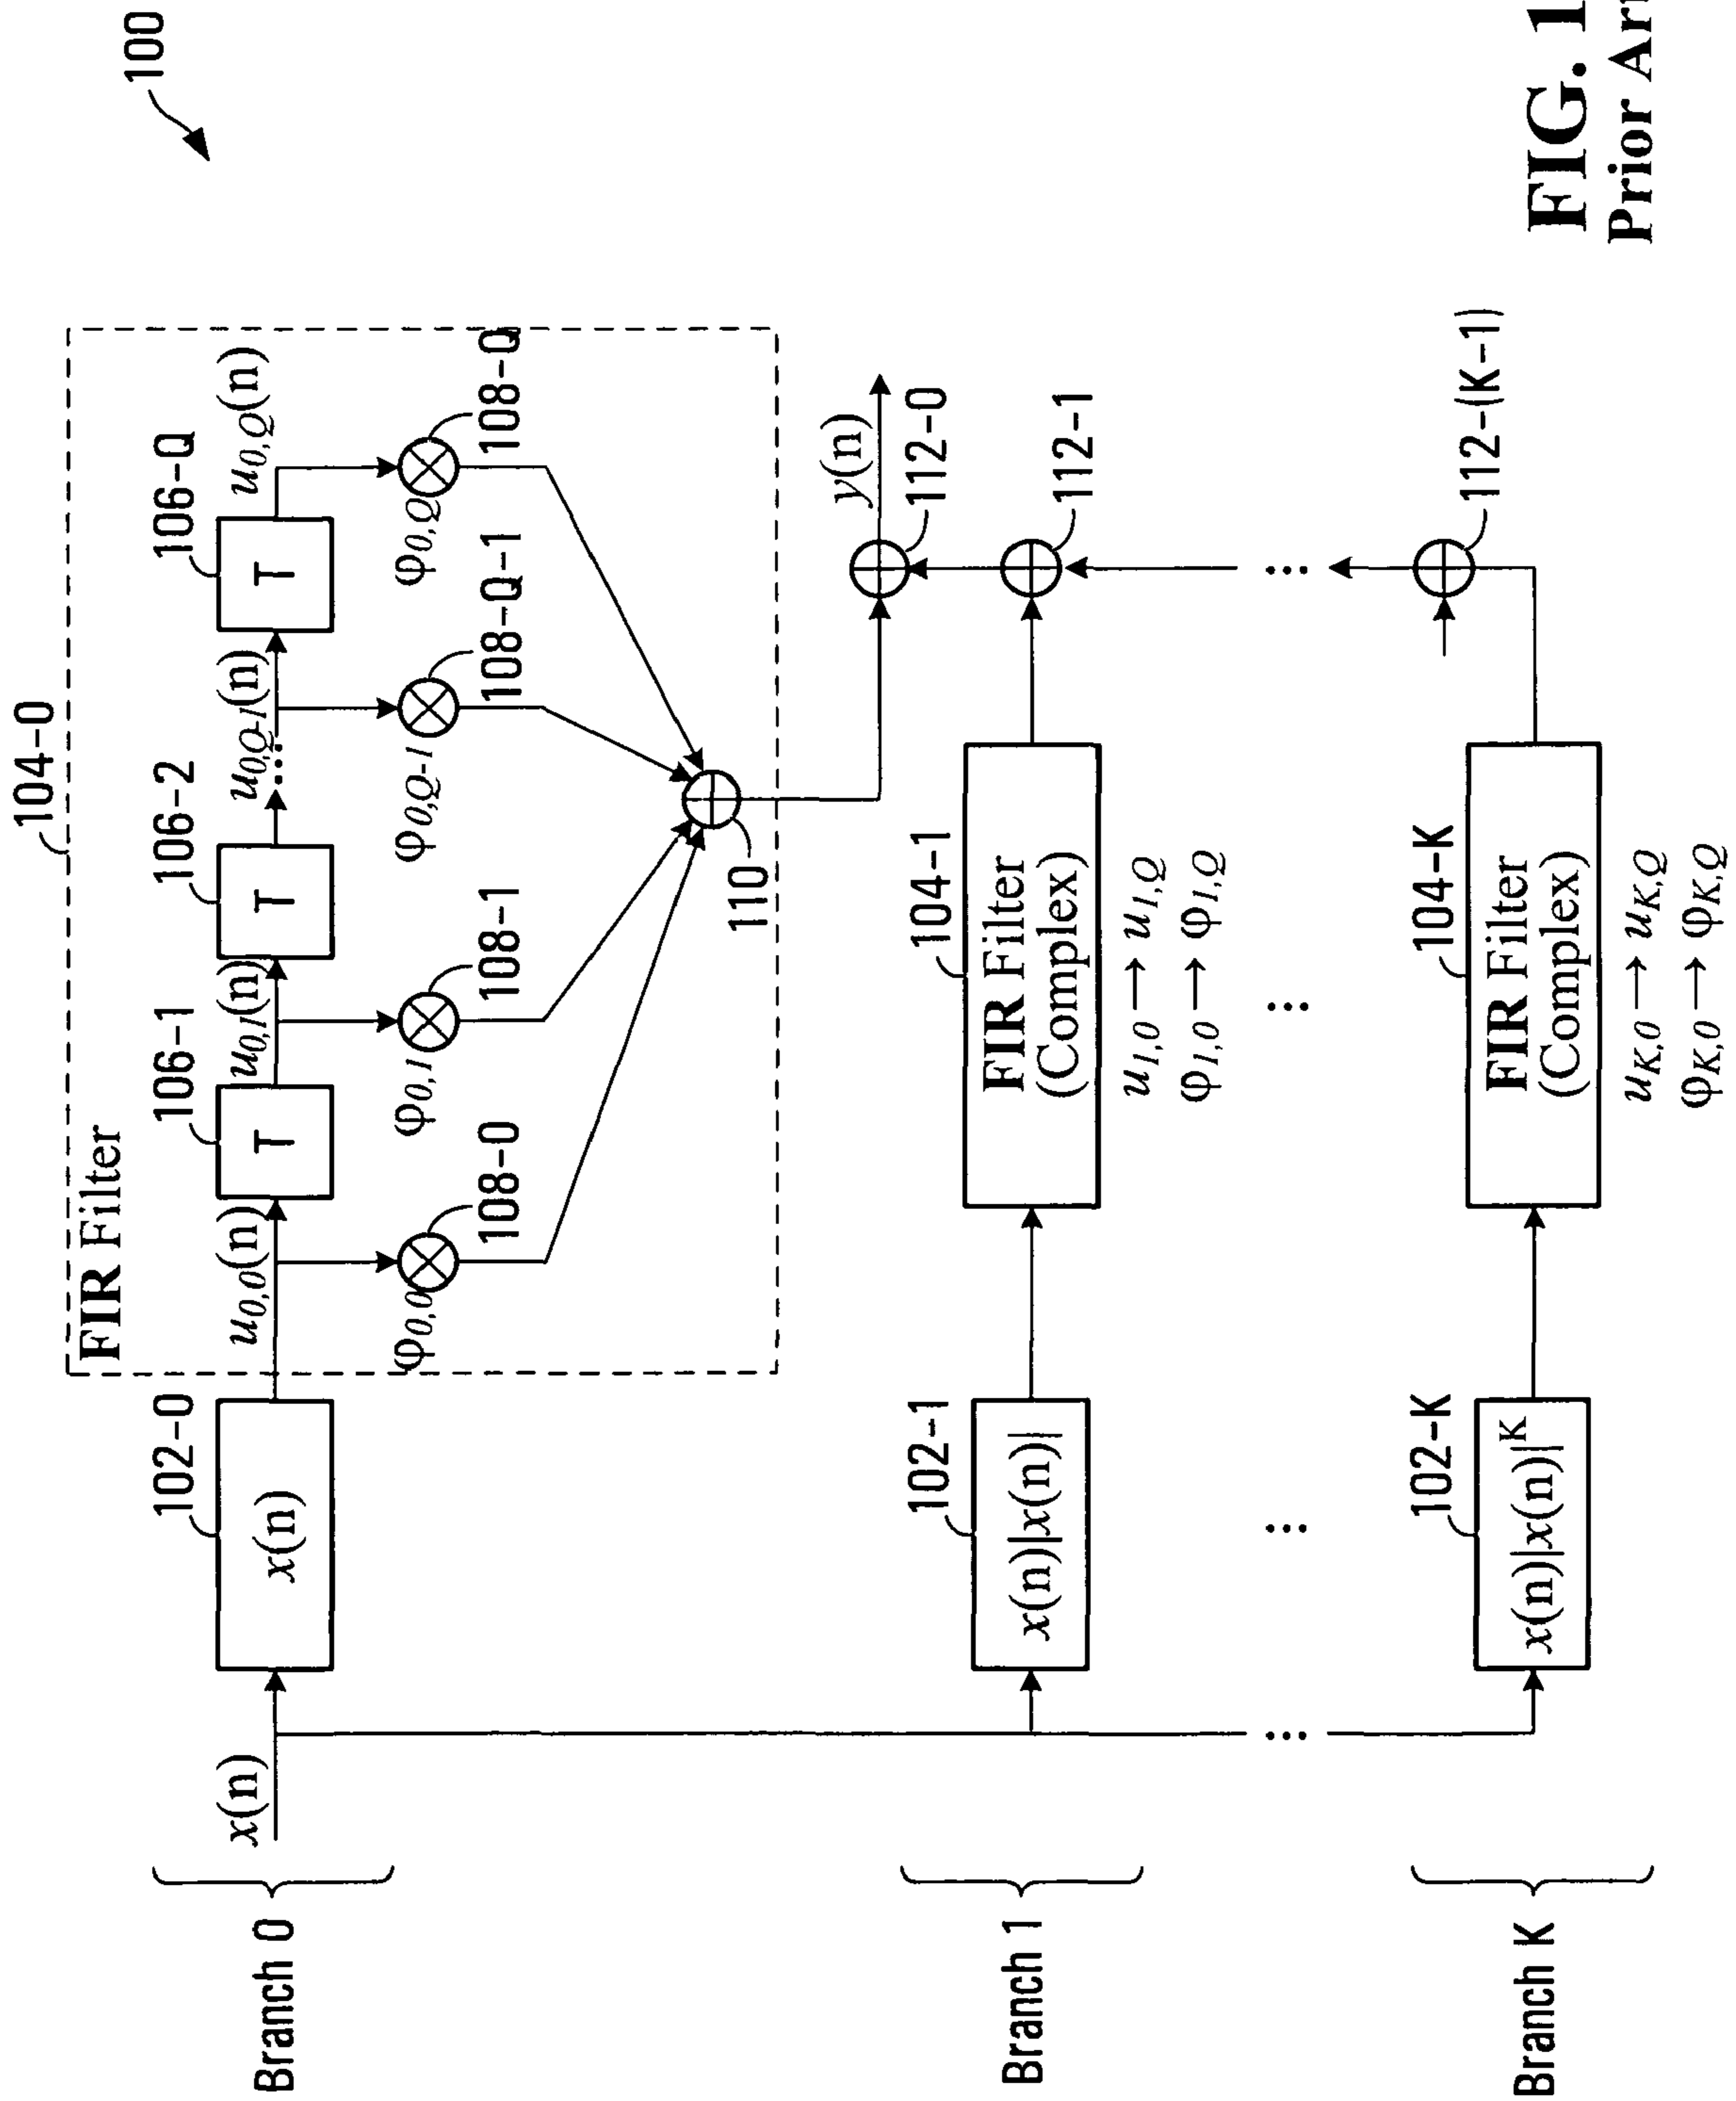 100
104-0
FIR Filter
102-0
106-1
106-2
106-Q
x(n)
x(n)
u0,0(n)
T
u0,1(n)
T
...
u0,Q-1(n)
T
u0,Q(n)
φ0,0
φ0,1
φ0,Q-1
φ0,Q
108-0
108-1
108-Q-1
108-Q
110
Branch 0
y(n)
112-0
102-1
104-1
112-1
Branch 1
x(n)|x(n)|
FIR Filter
(Complex)
u1,0 → u1,Q
φ1,0 → φ1,Q
...
...
...
...
102-K
104-K
112-(K-1)
Branch K
x(n)|x(n)|^K
FIR Filter
(Complex)
uK,0 → uK,Q
φK,0 → φK,Q
FIG. 1
Prior Ar